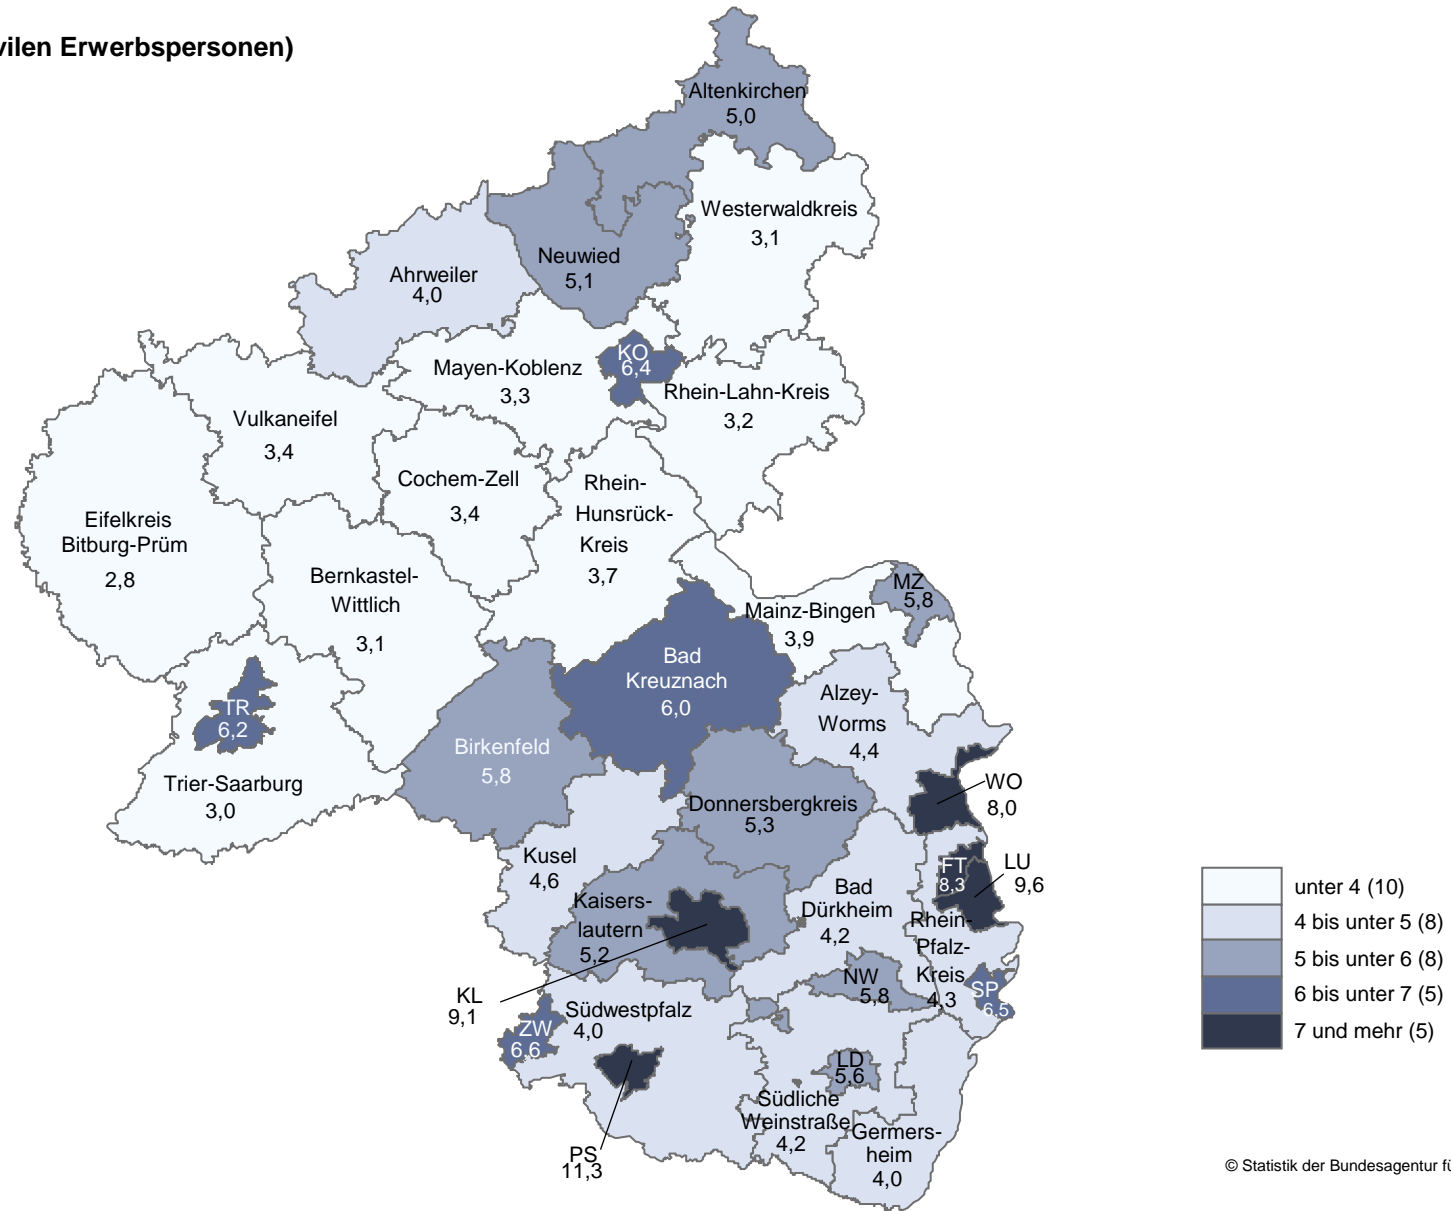 vilen Erwerbspersonen)
Altenkirchen
5,0
Westerwaldkreis
3,1
Neuwied
5,1
Ahrweiler
4,0
KO
6,4
Mayen-Koblenz
3,3
Rhein-Lahn-Kreis
3,2
Vulkaneifel
3,4
Cochem-Zell
3,4
Rhein-
Hunsrück-
Kreis
3,7
Eifelkreis
Bitburg-Prüm
2,8
Bernkastel-
Wittlich
3,1
MZ
5,8
Mainz-Bingen
3,9
Bad
Kreuznach
6,0
Alzey-
Worms
4,4
TR
6,2
Birkenfeld
5,8
Trier-Saarburg
3,0
WO
8,0
Donnersbergkreis
5,3
Kusel
4,6
FT
8,3
LU
9,6
Kaisers-
lautern
5,2
Bad
Dürkheim
4,2
Rhein-
Pfalz-
Kreis
4,3
NW
5,8
SP
6,5
KL
9,1
Südwestpfalz
4,0
ZW
6,6
LD
5,6
Südliche
Weinstraße
4,2
Germers-
heim
4,0
PS
11,3
unter 4 (10)
4 bis unter 5 (8)
5 bis unter 6 (8)
6 bis unter 7 (5)
7 und mehr (5)
© Statistik der Bundesagentur fü